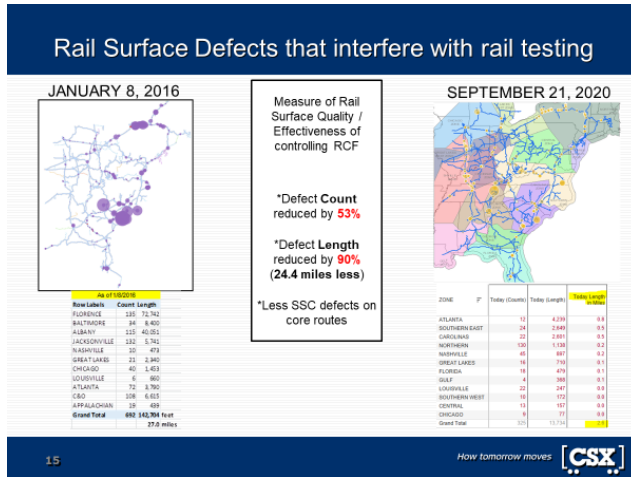 Rail Surface Defects that interfere with rail testing
JANUARY 8, 2016
Measure of Rail
Surface Quality /
Effectiveness of
controlling RCF
*Defect Count
reduced by 53%
*Defect Length
reduced by 90%
(24.4 miles less)
*Less SSC defects on
core routes
SEPTEMBER 21, 2020
As of 1/8/2016
Row Labels Count Length
FLORENCE 135 72,742
BALTIMORE 34 8,400
ALBANY 115 40,051
JACKSONVILLE 132 5,741
NASHVILLE 10 473
GREAT LAKES 21 2,340
CHICAGO 40 1,453
LOUISVILLE 6 660
ATLANTA 72 3,780
C&O 108 6,615
APPALACHIAN 19 439
Grand Total 692 142,704 feet
27.0 miles
ZONE Today (Counts) Today (Length) Today Length
in Miles
ATLANTA 12 4,239 0.8
SOUTHERN EAST 24 2,649 0.5
CAROLINAS 22 2,601 0.5
NORTHERN 130 1,138 0.2
NASHVILLE 45 887 0.2
GREAT LAKES 16 710 0.1
FLORIDA 18 479 0.1
GULF 4 0.1
LOUISVILLE 22 247 0.0
SOUTHERN WEST 10 172 0.0
CENTRAL 13 157 0.0
CHICAGO 9 77 0.0
Grand Total 325 13,734
15
How tomorrow moves
CSX